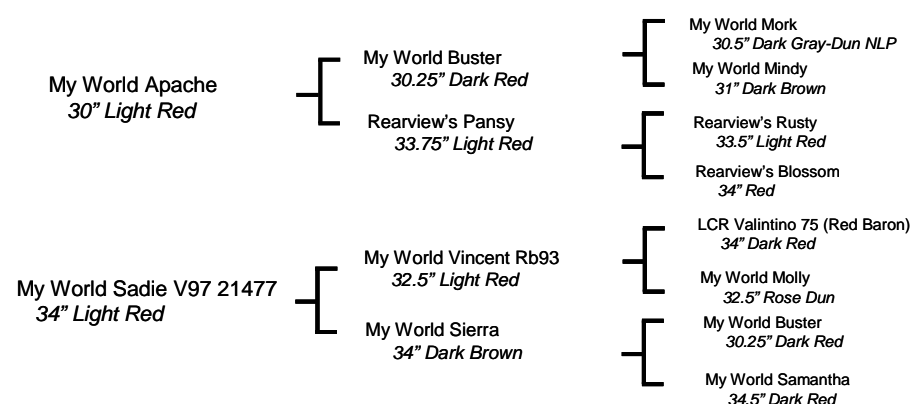 My World Apache
30” Light Red
My World Buster
30.25” Dark Red
Rearview’s Pansy
33.75” Light Red
My World Mork
30.5” Dark Gray-Dun NLP
My World Mindy
31” Dark Brown
Rearview’s Rusty
33.5” Light Red
Rearview’s Blossom
34” Red
My World Sadie V97 21477
34” Light Red
My World Vincent Rb93
32.5” Light Red
My World Sierra
34” Dark Brown
LCR Valintino 75 (Red Baron)
34” Dark Red
My World Molly
32.5” Rose Dun
My World Buster
30.25” Dark Red
My World Samantha
34.5” Dark Red